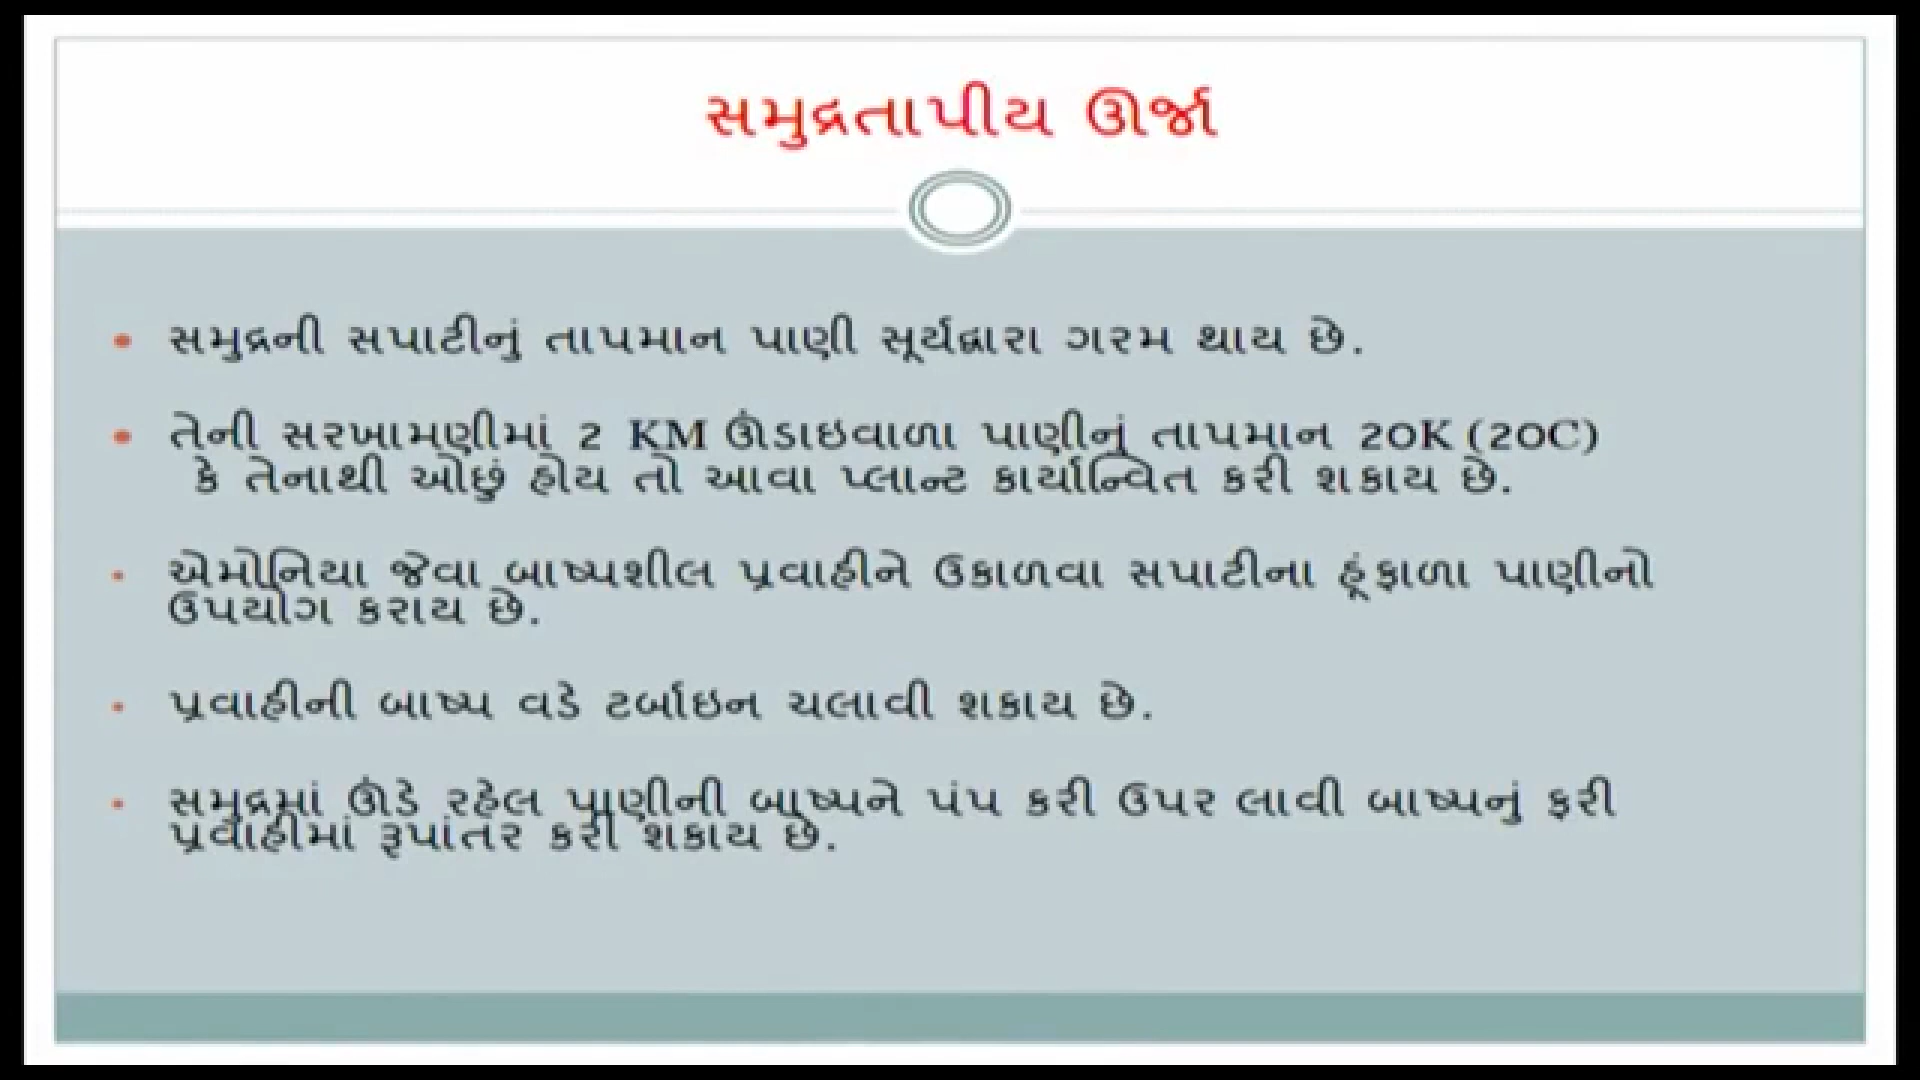 સમુદ્રતાપીય ઊર્જા
• સમુદ્રની સપાટીનું તાપમાન પાણી સૂર્યદ્વારા ગરમ થાય છે.
• તેની સરખામણીમાં 2 KM ઊંડાઇવાળા પાણીનું તાપમાન 20K (20C)
કે તેનાથી ઓછું હોય તો આવા પ્લાન્ટ કાર્યાન્વિત કરી શકાય છે.
• એમોનિયા જેવા બાષ્પશીલ પ્રવાહીને ઉકાળવા સપાટીના હૂંફાળા પાણીનો
ઉપયોગ કરાય છે.
• પ્રવાહીની બાષ્પ વડે ટર્બાઇન ચલાવી શકાય છે.
• સમુદ્રમાં ઊંડે રહેલ પાણીની બાષ્પને પંપ કરી ઉપર લાવી બાષ્પનું ફરી
પ્રવાહીમાં રૂપાંતર કરી શકાય છે.